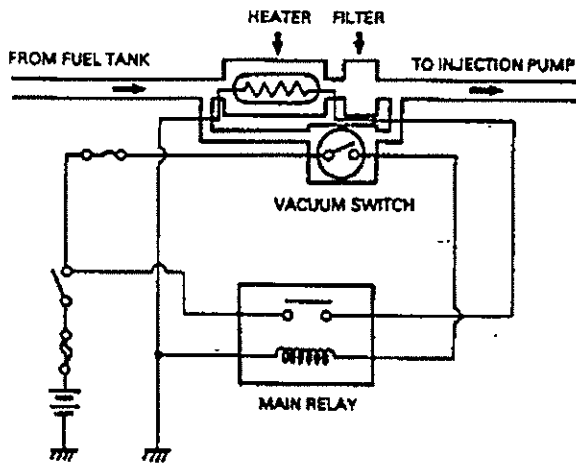 HEATER FILTER
FROM FUEL TANK TO INJECTION PUMP
VACUUM SWITCH
MAIN RELAY